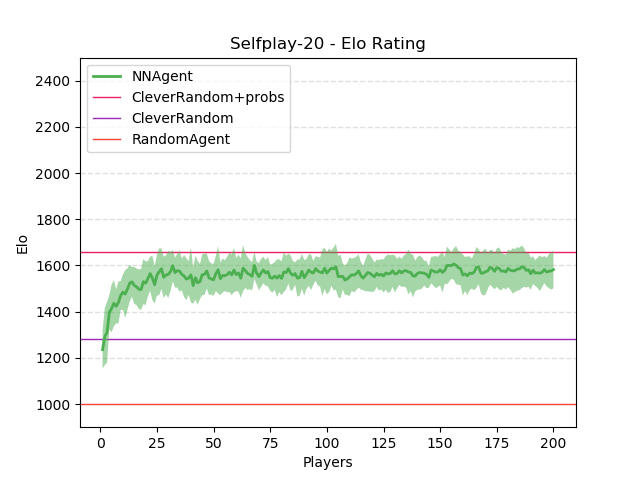 Selfplay-20 - Elo Rating
NNAgent
CleverRandom+probs
CleverRandom
RandomAgent
2400
2200
2000
1800
1600
1400
1200
1000
Elo
0 25 50 75 100 125 150 175 200
Players